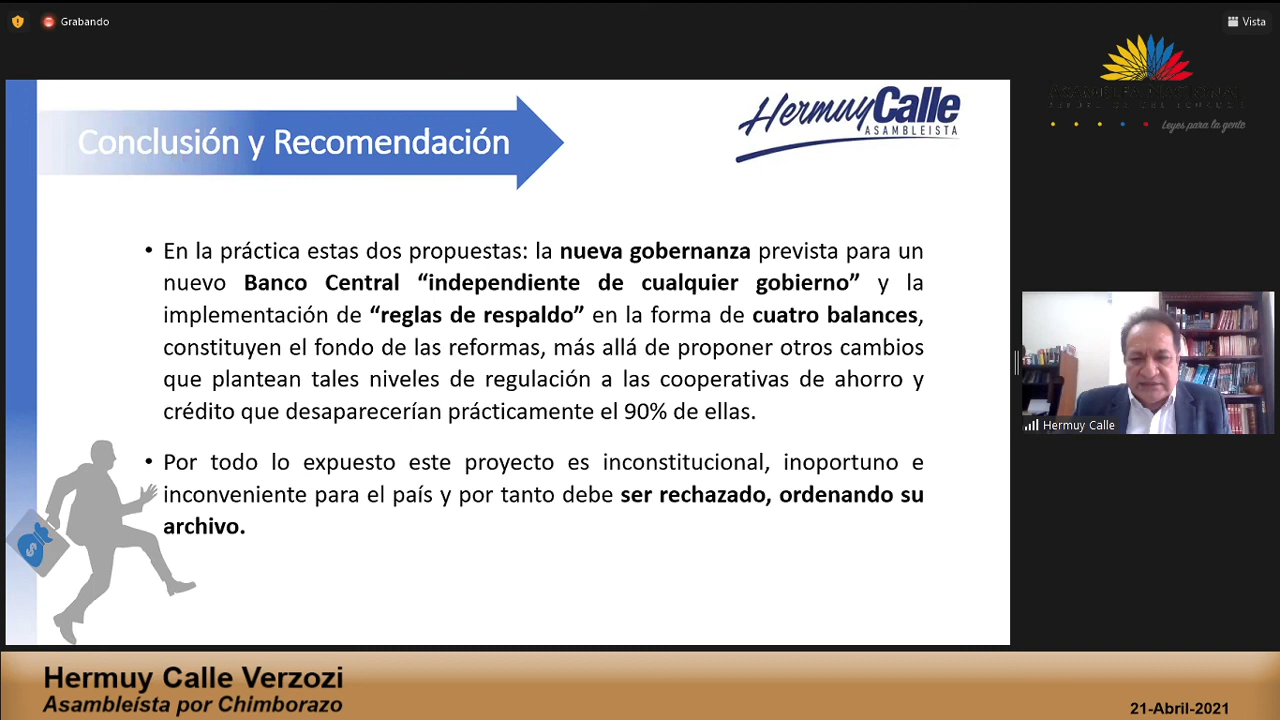 Grabando
Vista
ASAMBLEA NACIONAL
REPÚBLICA DEL ECUADOR
Leyes para la gente
Hermuy Calle
ASAMBLEISTA
Conclusión y Recomendación
• En la práctica estas dos propuestas: la nueva gobernanza prevista para un
nuevo Banco Central “independiente de cualquier gobierno” y la
implementación de “reglas de respaldo” en la forma de cuatro balances,
constituyen el fondo de las reformas, más allá de proponer otros cambios
que plantean tales niveles de regulación a las cooperativas de ahorro y
crédito que desaparecerían prácticamente el 90% de ellas.
• Por todo lo expuesto este proyecto es inconstitucional, inoportuno e
inconveniente para el país y por tanto debe ser rechazado, ordenando su
archivo.
$
Hermuy Calle
Hermuy Calle Verzozi
Asambleísta por Chimborazo
21-Abril-2021